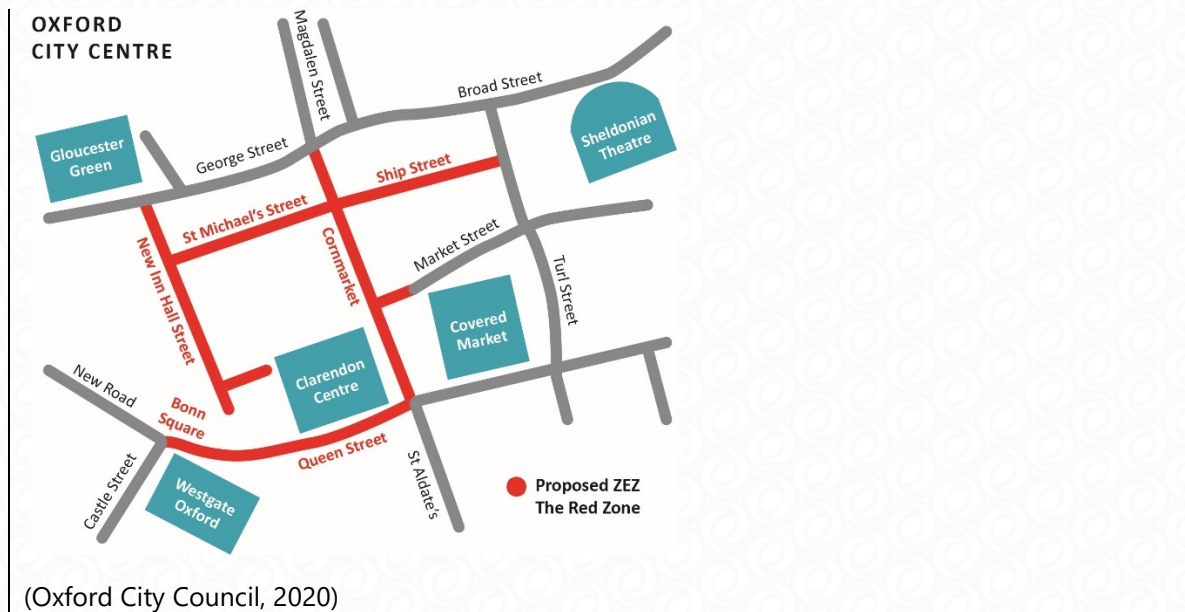 OXFORD
CITY CENTRE
Magdalen Street
Broad Street
Sheldonian
Theatre
Gloucester
Green
George Street
Ship Street
St Michael's Street
New Inn Hall Street
Cornmarket
Market Street
Turl Street
Covered
Market
Clarendon
Centre
New Road
Bonn
Square
Queen Street
Castle Street
Westgate
Oxford
St Aldate's
Proposed ZEZ
The Red Zone
(Oxford City Council, 2020)